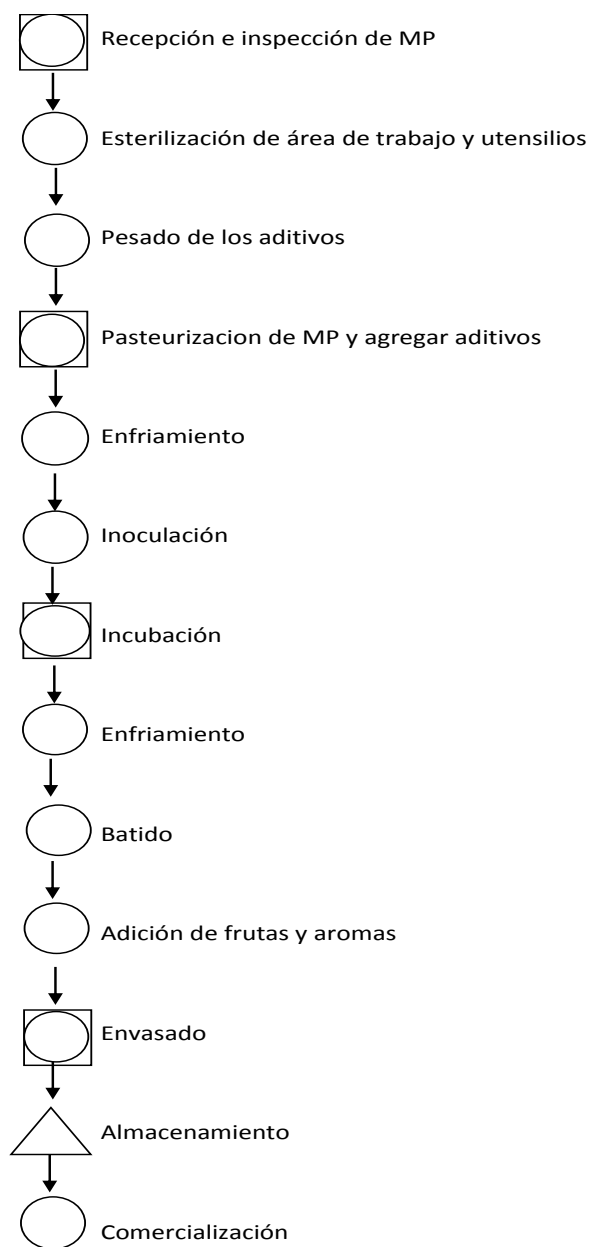 Recepción e inspección de MP
Esterilización de área de trabajo y utensilios
Pesado de los aditivos
Pasteurizacion de MP y agregar aditivos
Enfriamiento
Inoculación
Incubación
Enfriamiento
Batido
Adición de frutas y aromas
Envasado
Almacenamiento
Comercialización